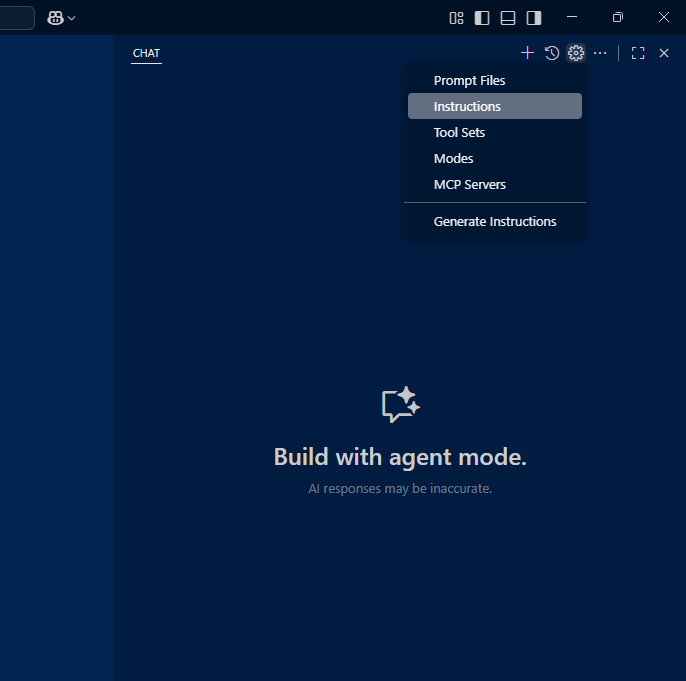 CHAT
Prompt Files
Instructions
Tool Sets
Modes
MCP Servers
Generate Instructions
Build with agent mode.
AI responses may be inaccurate.